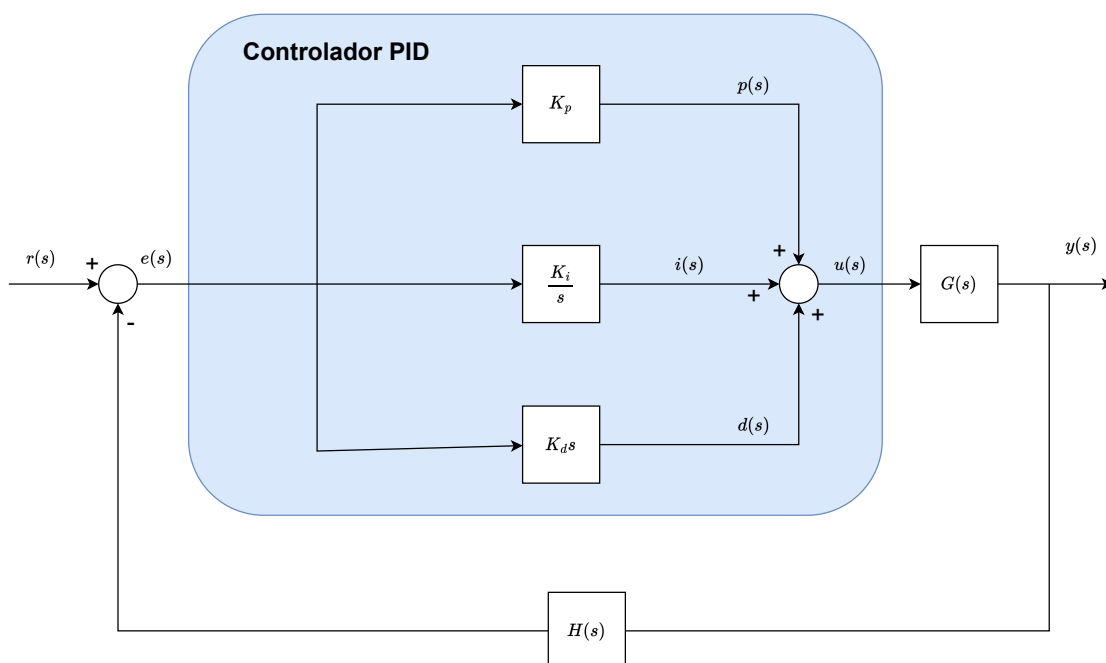 Controlador PID
K_p
p(s)
r(s)
+
e(s)
-
K_i
s
i(s)
+
+
+
u(s)
G(s)
y(s)
K_d s
d(s)
H(s)